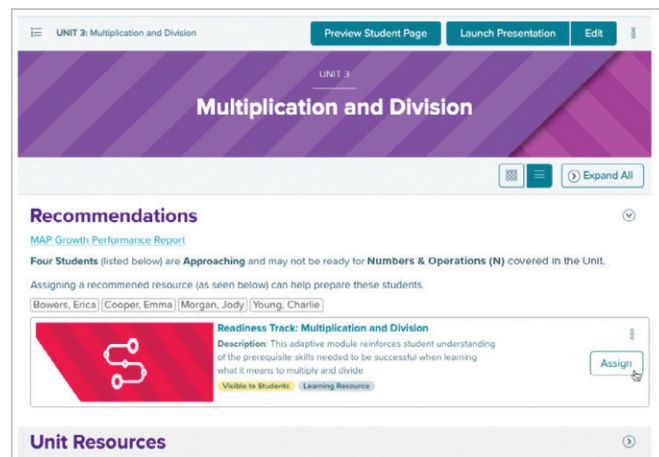 UNIT 3: Multiplication and Division
Preview Student Page
Launch Presentation
Edit
UNIT 3
Multiplication and Division
Expand All
Recommendations
MAP Growth Performance Report
Four Students (listed below) are Approaching and may not be ready for Numbers & Operations (N) covered in the Unit.
Assigning a recommened resource (as seen below) can help prepare these students.
Bowers, Erica Cooper, Emma Morgan, Jody Young, Charlie
Readiness Track: Multiplication and Division
Description: This adaptive module reinforces student understanding
of the prerequisite skills needed to be successful when learning
what it means to multiply and divide
Assign
Visible to Students Learning Resource
Unit Resources